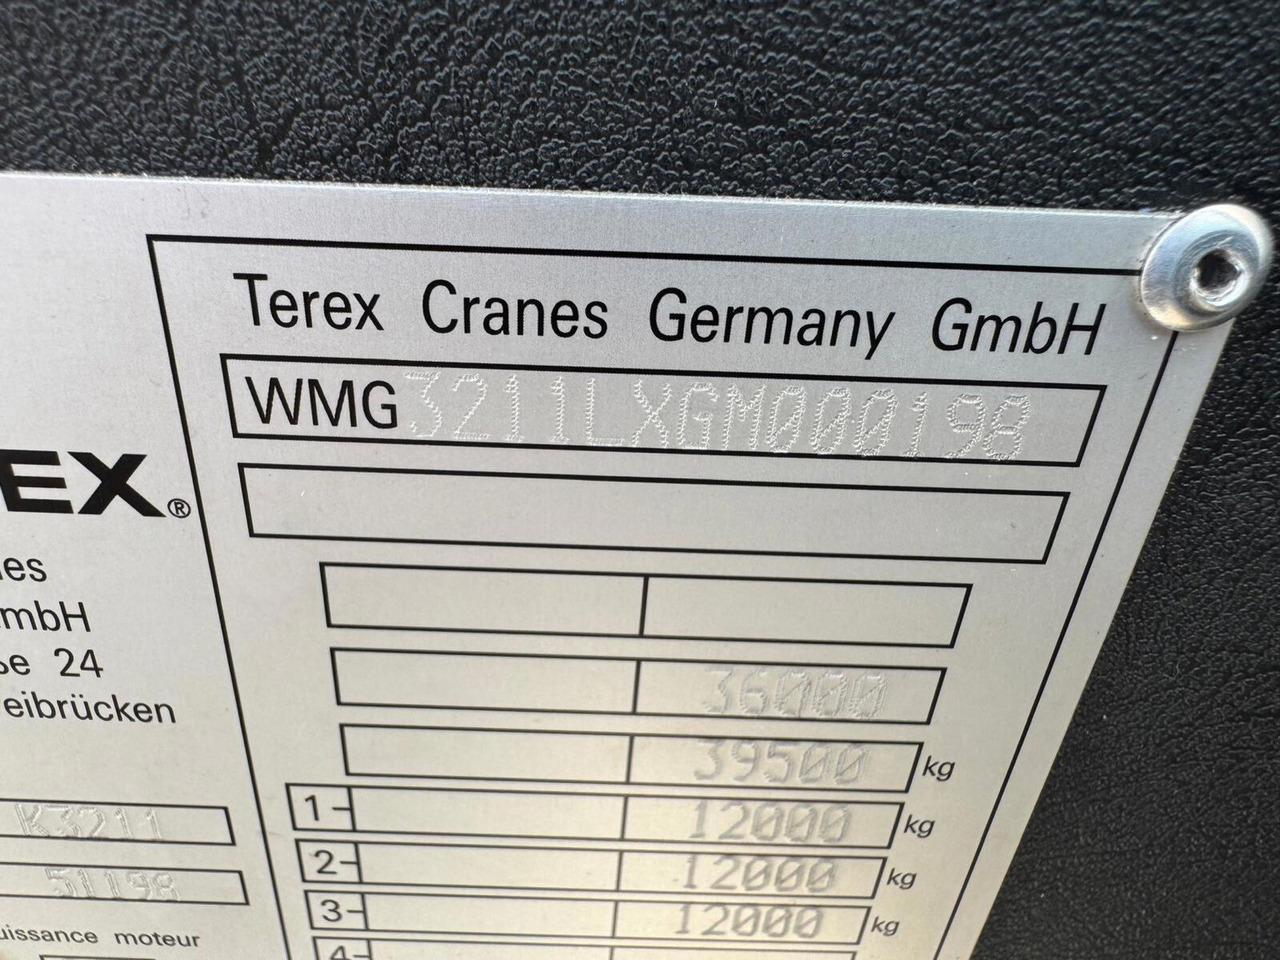 Terex Cranes Germany GmbH
WMG3211LXGM000198
EX®
es
mbH
e 24
eibrücken
36000
39500 kg
K3211
1- 12000 kg
51198
2- 12000 kg
3- 12000 kg
uissance moteur
4-